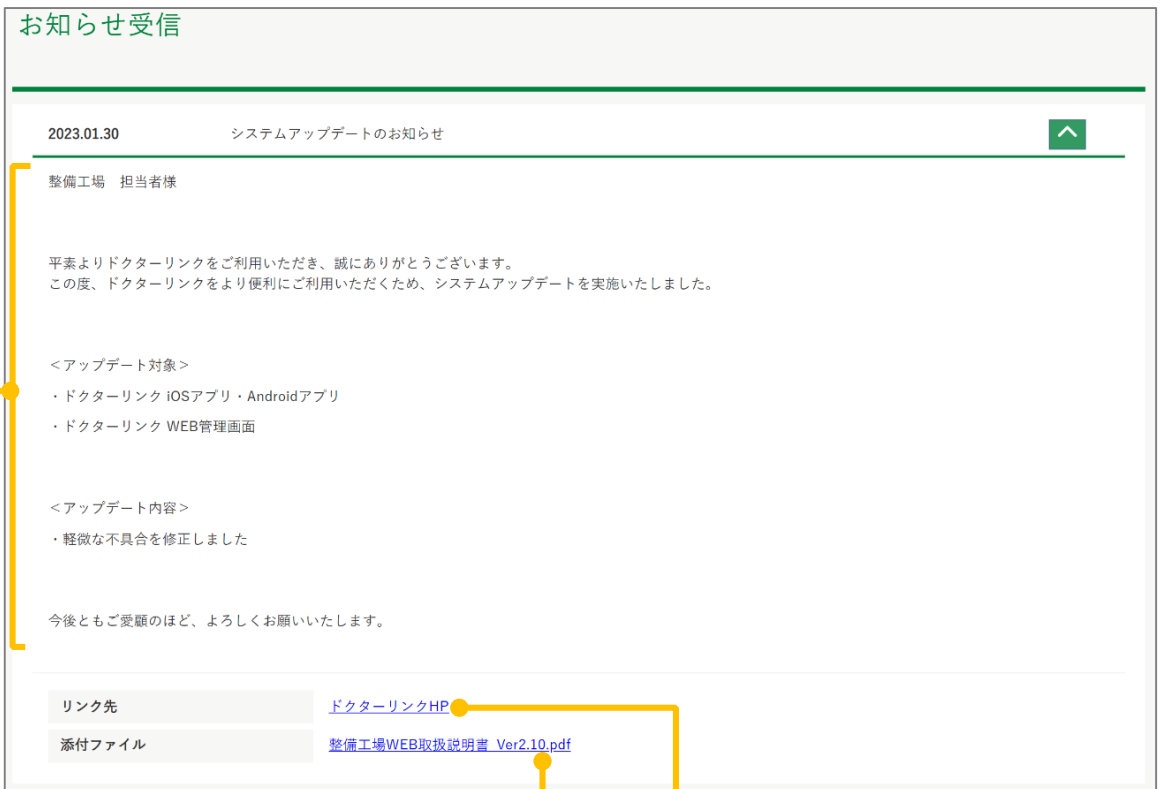 お知らせ受信
2023.01.30 システムアップデートのお知らせ
整備工場 担当者様
平素よりドクターリンクをご利用いただき、誠にありがとうございます。
この度、ドクターリンクをより便利にご利用いただくため、システムアップデートを実施いたしました。
＜アップデート対象＞
・ドクターリンク iOSアプリ・Androidアプリ
・ドクターリンク WEB管理画面
＜アップデート内容＞
・軽微な不具合を修正しました
今後ともご愛顧のほど、よろしくお願いいたします。
リンク先 ドクターリンクHP
添付ファイル 整備工場WEB取扱説明書_Ver2.10.pdf